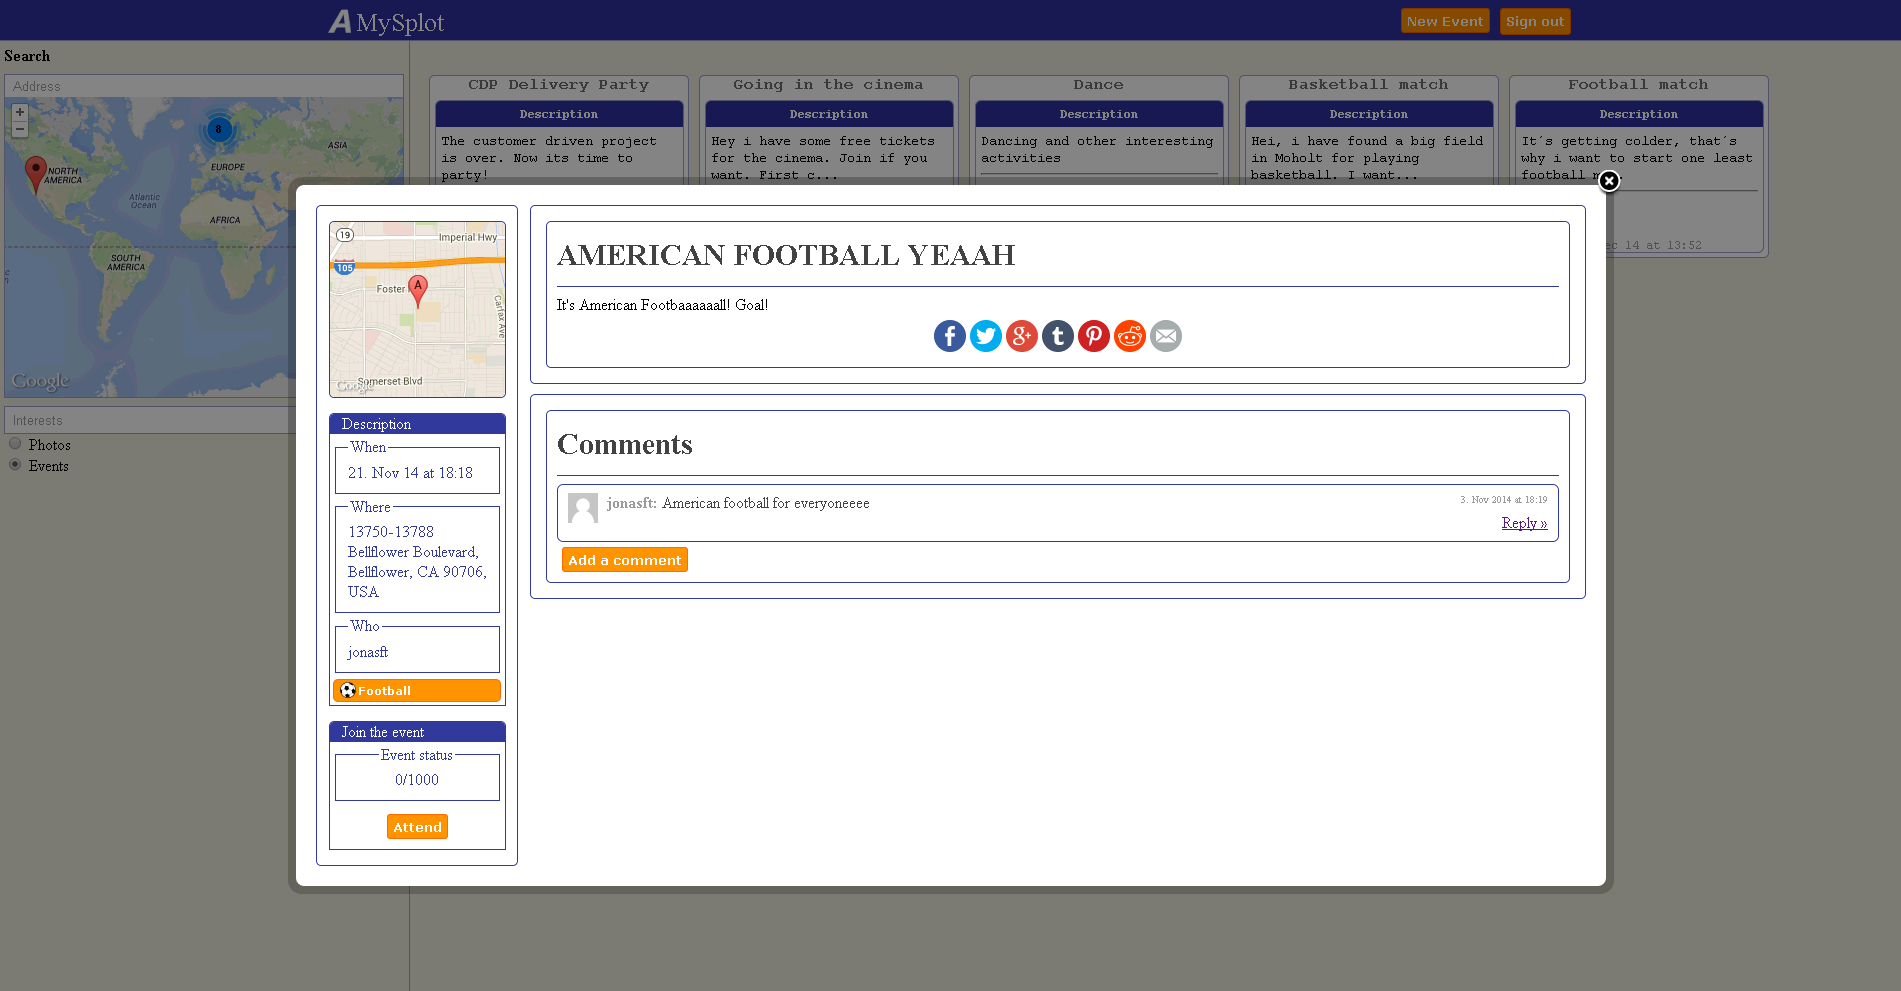 A MySplot
New Event
Sign out
Search
Address
+
−
8
NORTH AMERICA
EUROPE
ASIA
Atlantic Ocean
AFRICA
SOUTH AMERICA
Google
Interests
Photos
Events
CDP Delivery Party
Description
The customer driven project
is over. Now its time to
party!
Going in the cinema
Description
Hey i have some free tickets
for the cinema. Join if you
want. First c...
Dance
Description
Dancing and other interesting
activities
Basketball match
Description
Hei, i have found a big field
in Moholt for playing
basketball. I want...
Football match
Description
It´s getting colder, that´s
why i want to start one least
football
14 at 13:52
19
Imperial Hwy
105
Foster
A
Carfax Ave
Somerset Blvd
Google
Description
When
21. Nov 14 at 18:18
Where
13750-13788
Bellflower Boulevard,
Bellflower, CA 90706,
USA
Who
jonasft
Football
Join the event
Event status
0/1000
Attend
AMERICAN FOOTBALL YEAAH
It's American Footbaaaaaall! Goal!
Comments
jonasft: American football for everyoneeee
3. Nov 2014 at 18:19
Reply »
Add a comment